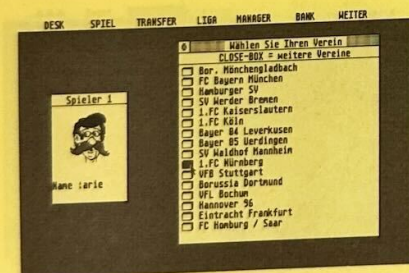 DESK SPIEL TRANSFER LIGA MANAGER BANK WEITER
Wählen Sie Ihren Verein
CLOSE-BOX = weitere Vereine
Bor. Mönchengladbach
FC Bayern München
Hamburger SV
SV Werder Bremen
1.FC Kaiserslautern
1.FC Köln
Bayer 04 Leverkusen
Bayer 05 Uerdingen
SV Waldhof Mannheim
1.FC Nürnberg
VFB Stuttgart
Borussia Dortmund
VFL Bochum
Hannover 96
Eintracht Frankfurt
FC Homburg / Saar
Spieler 1
Name :arie